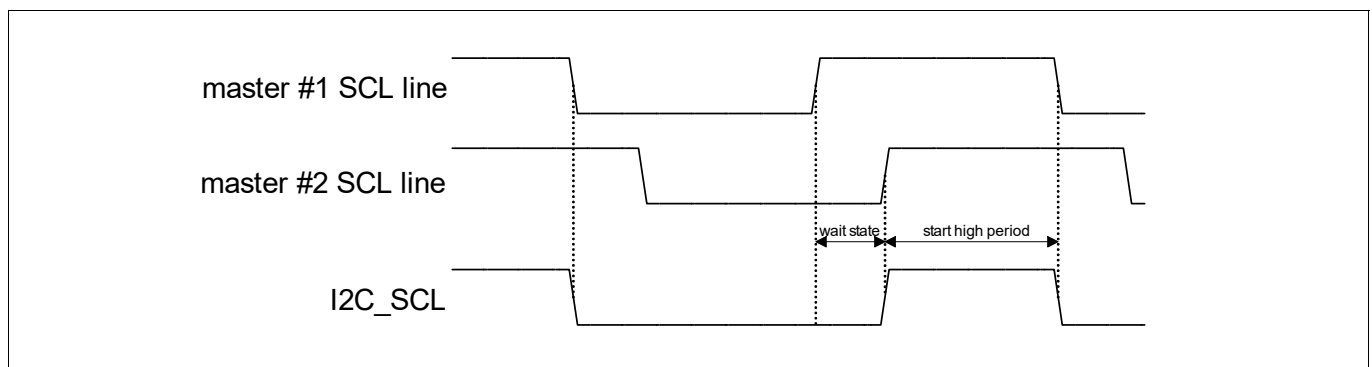 master #1 SCL line
master #2 SCL line
wait state
start high period
I2C_SCL